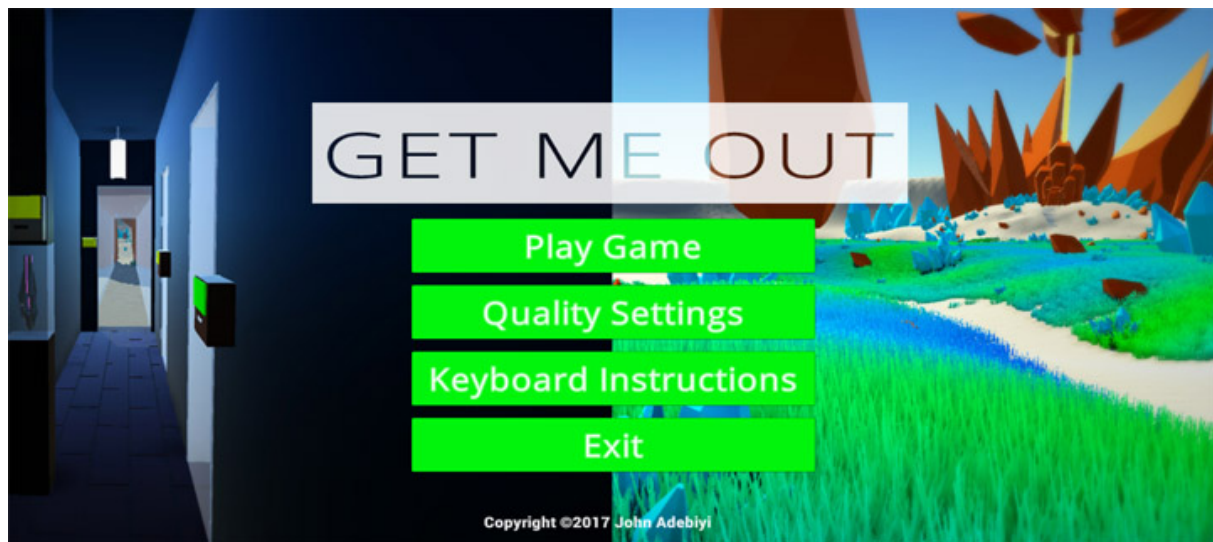 GET ME OUT
Play Game
Quality Settings
Keyboard Instructions
Exit
Copyright ©2017 John Adebiyi